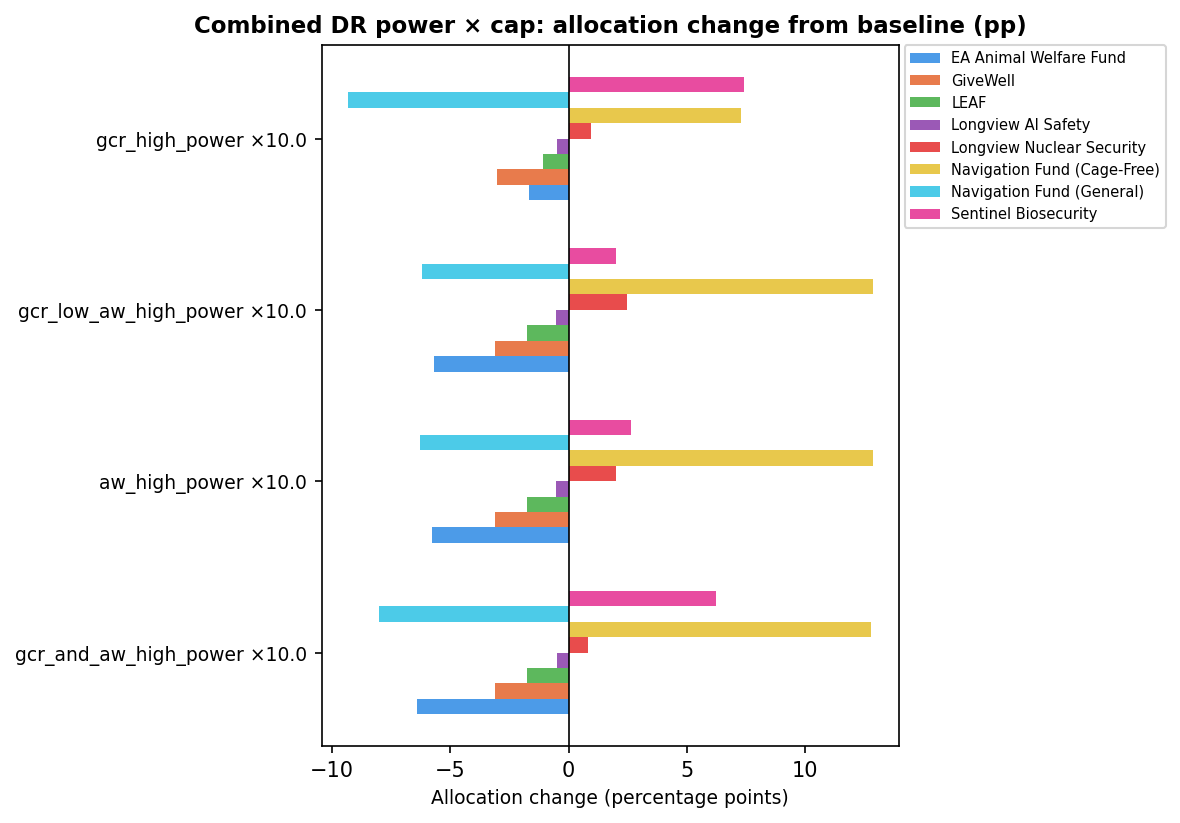 Combined DR power × cap: allocation change from baseline (pp)
EA Animal Welfare Fund
GiveWell
LEAF
Longview AI Safety
Longview Nuclear Security
Navigation Fund (Cage-Free)
Navigation Fund (General)
Sentinel Biosecurity
gcr_high_power ×10.0
gcr_low_aw_high_power ×10.0
aw_high_power ×10.0
gcr_and_aw_high_power ×10.0
−10 −5 0 5 10
Allocation change (percentage points)